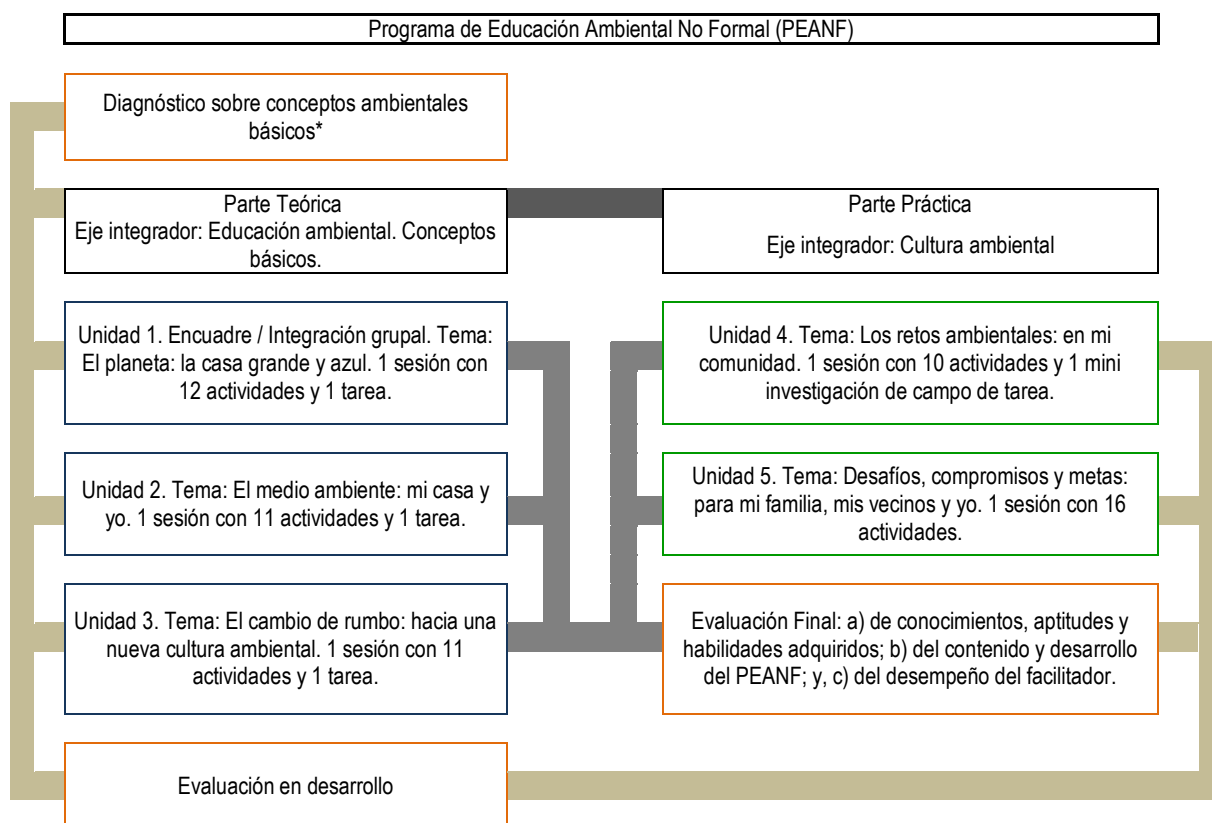 Programa de Educación Ambiental No Formal (PEANF)
Diagnóstico sobre conceptos ambientales
básicos*
Parte Teórica
Eje integrador: Educación ambiental. Conceptos
básicos.
Parte Práctica
Eje integrador: Cultura ambiental
Unidad 1. Encuadre / Integración grupal. Tema:
El planeta: la casa grande y azul. 1 sesión con
12 actividades y 1 tarea.
Unidad 4. Tema: Los retos ambientales: en mi
comunidad. 1 sesión con 10 actividades y 1 mini
investigación de campo de tarea.
Unidad 2. Tema: El medio ambiente: mi casa y
yo. 1 sesión con 11 actividades y 1 tarea.
Unidad 5. Tema: Desafíos, compromisos y metas:
para mi familia, mis vecinos y yo. 1 sesión con 16
actividades.
Unidad 3. Tema: El cambio de rumbo: hacia una
nueva cultura ambiental. 1 sesión con 11
actividades y 1 tarea.
Evaluación Final: a) de conocimientos, aptitudes y
habilidades adquiridos; b) del contenido y desarrollo
del PEANF; y, c) del desempeño del facilitador.
Evaluación en desarrollo